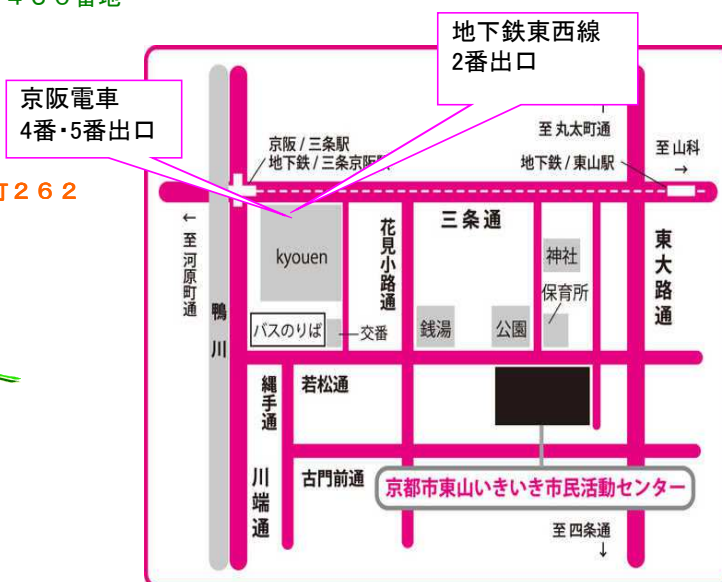 地下鉄東西線
2番出口
京阪電車
4番・5番出口
町２６２
至 丸太町通
京阪 / 三条駅
地下鉄 / 三条京阪
地下鉄 / 東山駅
至 山科
→
三条通
←
至河原町通
鴨川
kyouen
花見小路通
神社
保育所
東大路通
バスのりば
交番
銭湯
公園
縄手通
若松通
川端通
古門前通
京都市東山いきいき市民活動センター
至 四条通
↓